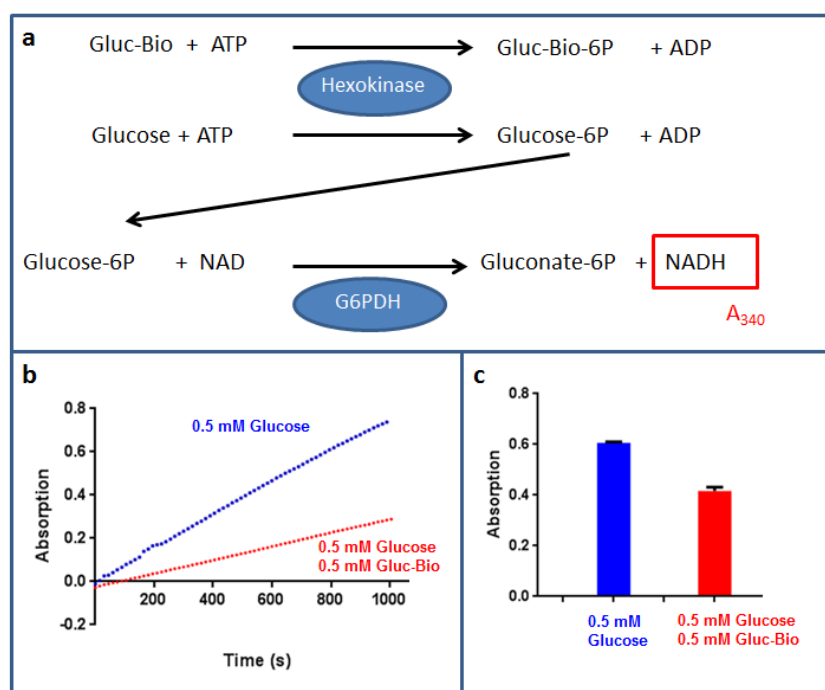 a
Gluc-Bio + ATP Gluc-Bio-6P + ADP
Hexokinase
Glucose + ATP Glucose-6P + ADP
Glucose-6P + NAD Gluconate-6P + NADH
G6PDH
A340
b
0.8
0.6
0.4
0.2
0.0
-0.2
Absorption
0.5 mM Glucose
0.5 mM Glucose
0.5 mM Gluc-Bio
200 400 600 800 1000
Time (s)
c
0.8
0.6
0.4
0.2
0.0
Absorption
0.5 mM
Glucose
0.5 mM Glucose
0.5 mM Gluc-Bio